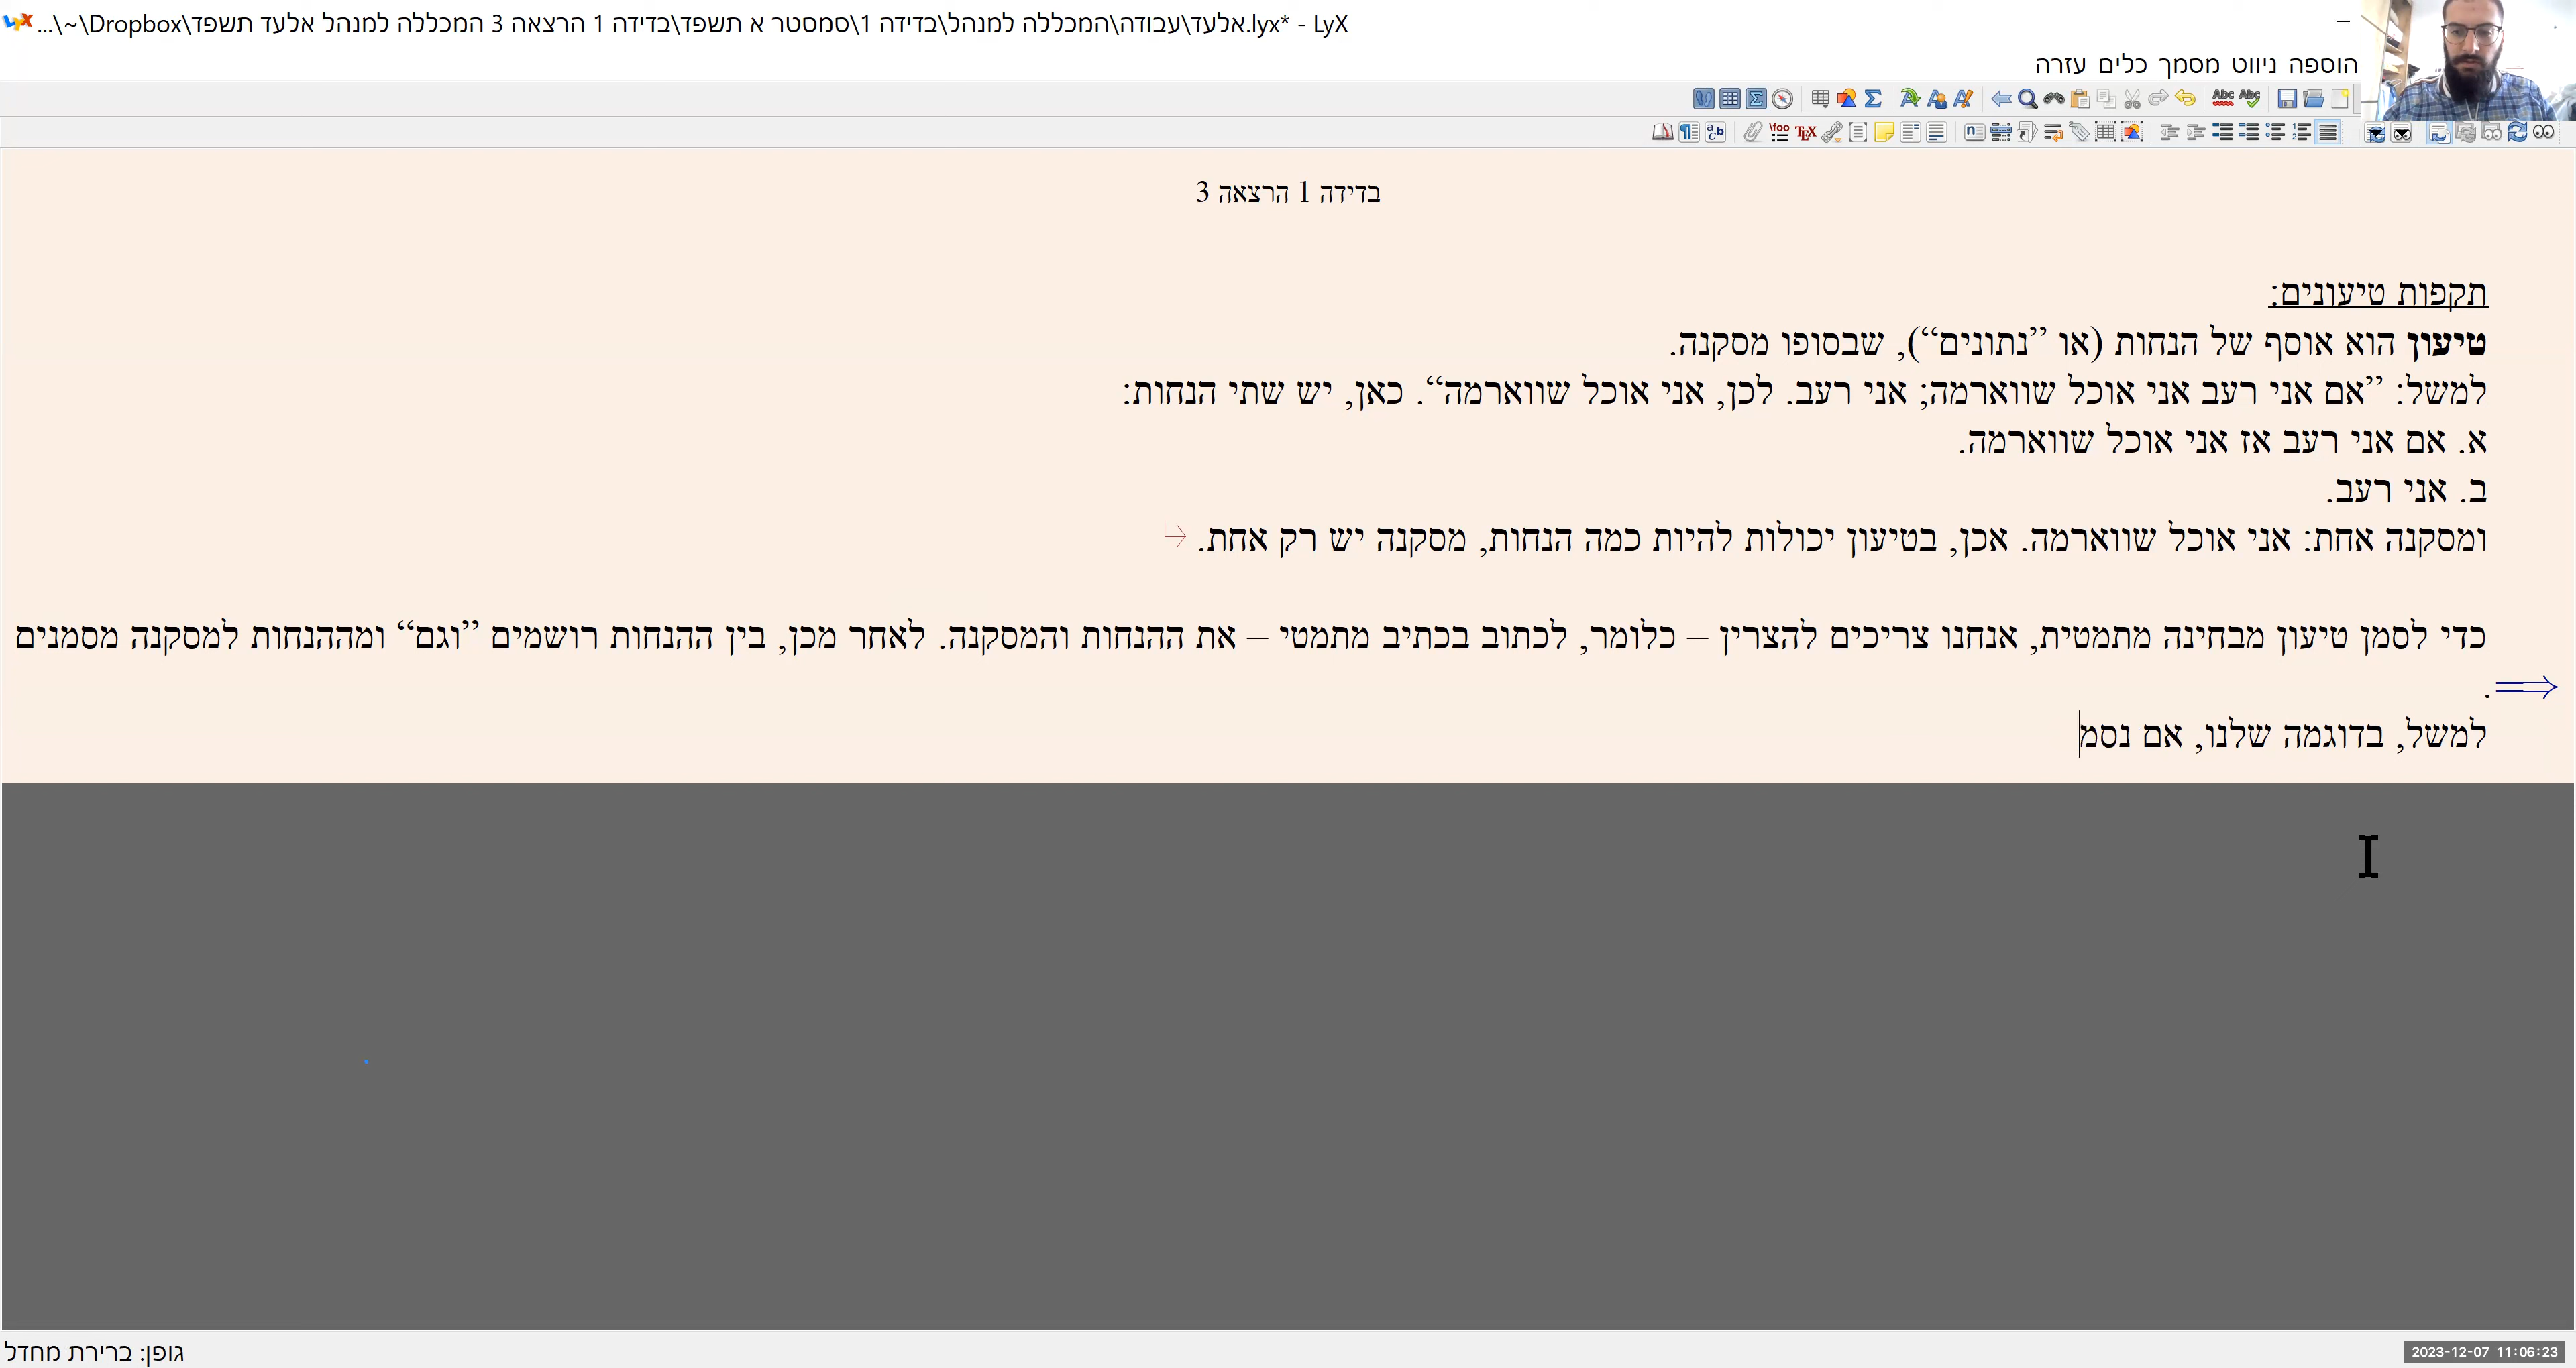 ...\~\Dropbox\אלעד\עבודה\המכללה למנהל\בדידה 1\סמסטר א תשפד\בדידה 1 הרצאה 3 המכללה למנהל אלעד תשפד.lyx* - LyX
הוספה ניווט מסמך כלים עזרה
בדידה 1 הרצאה 3
תקפות טיעונים:
טיעון הוא אוסף של הנחות (או ”נתונים“), שבסופו מסקנה.
למשל: ”אם אני רעב אני אוכל שווארמה; אני רעב. לכן, אני אוכל שווארמה“. כאן, יש שתי הנחות:
א. אם אני רעב אז אני אוכל שווארמה.
ב. אני רעב.
ומסקנה אחת: אני אוכל שווארמה. אכן, בטיעון יכולות להיות כמה הנחות, מסקנה יש רק אחת.
כדי לסמן טיעון מבחינה מתמטית, אנחנו צריכים להצרין – כלומר, לכתוב בכתיב מתמטי – את ההנחות והמסקנה. לאחר מכן, בין ההנחות רושמים ”וגם“ ומההנחות למסקנה מסמנים
⟹.
למשל, בדוגמה שלנו, אם נסמ
גופן: ברירת מחדל
2023-12-07 11:06:23